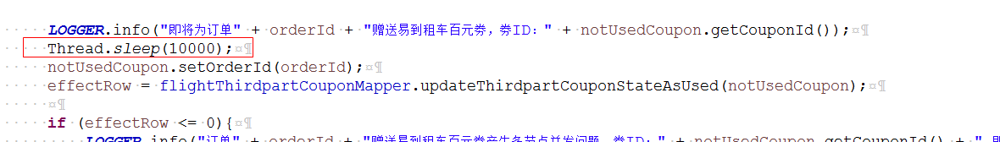 LOGGER.info("即将为订单" + orderId + "赠送易到租车百元券，券ID：" + notUsedCoupon.getCouponId());
Thread.sleep(10000);
notUsedCoupon.setOrderId(orderId);
effectRow = flightThirdpartCouponMapper.updateThirdpartCouponStateAsUsed(notUsedCoupon);
if (effectRow <= 0){
LOGGER.info("订单" + orderId + "赠送易到租车百元券产生多节点并发问题，券ID：" + notUsedCoupon.getCouponId() + "